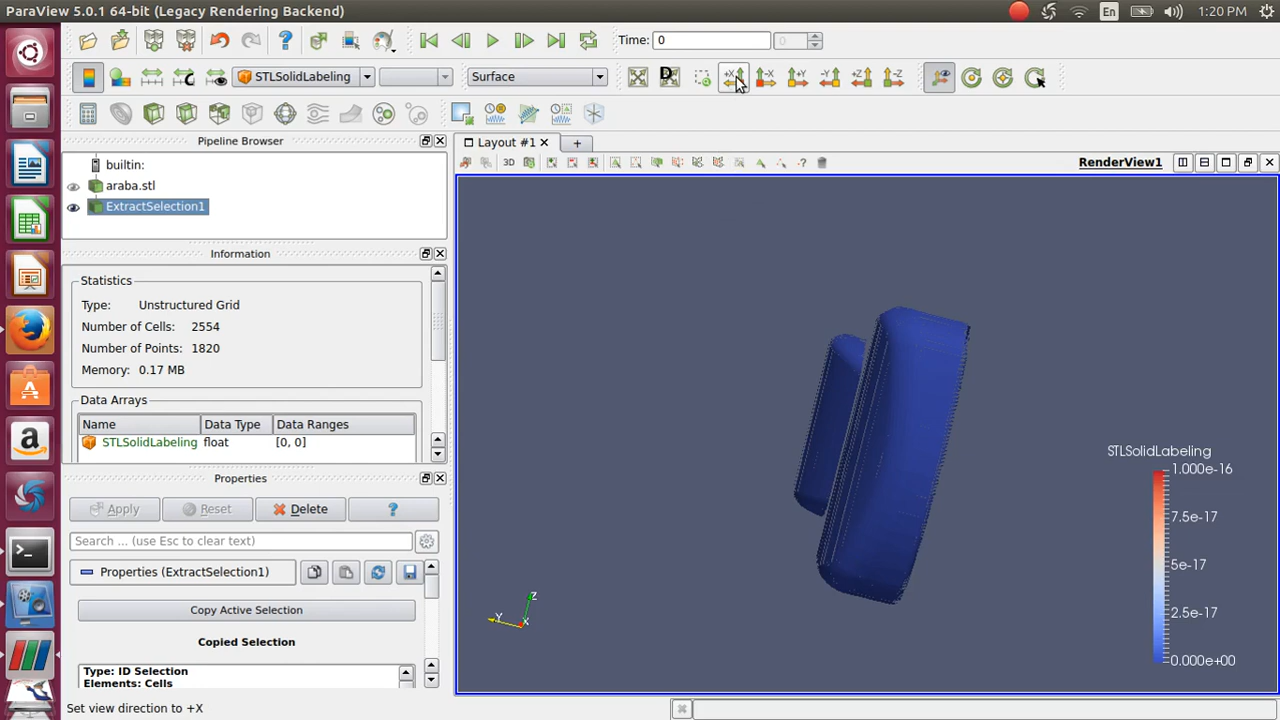 ParaView 5.0.1 64-bit (Legacy Rendering Backend)
En
1:20 PM
Time: 0
0
STLSolidLabeling
Surface
+X
-X
+Y
-Y
+Z
-Z
Pipeline Browser
Layout #1
+
builtin:
araba.stl
ExtractSelection1
3D
RenderView1
Information
Statistics
Type: Unstructured Grid
Number of Cells: 2554
Number of Points: 1820
Memory: 0.17 MB
Data Arrays
Name Data Type Data Ranges
STLSolidLabeling float [0, 0]
Properties
Apply
Reset
Delete
?
Search ... (use Esc to clear text)
Properties (ExtractSelection1)
Copy Active Selection
Copied Selection
Type: ID Selection
Elements: Cells
Set view direction to +X
STLSolidLabeling
1.000e-16
7.5e-17
5e-17
2.5e-17
0.000e+00
Z
Y
X